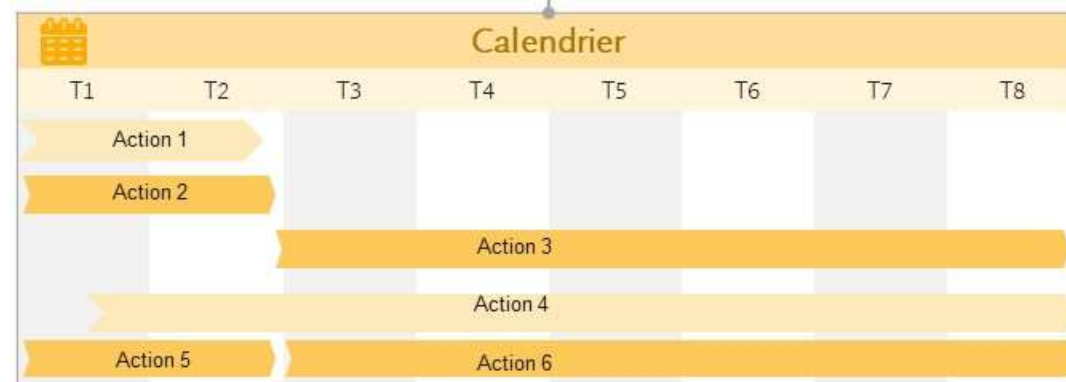 Calendrier
T1 T2 T3 T4 T5 T6 T7 T8
Action 1
Action 2
Action 3
Action 4
Action 5 Action 6